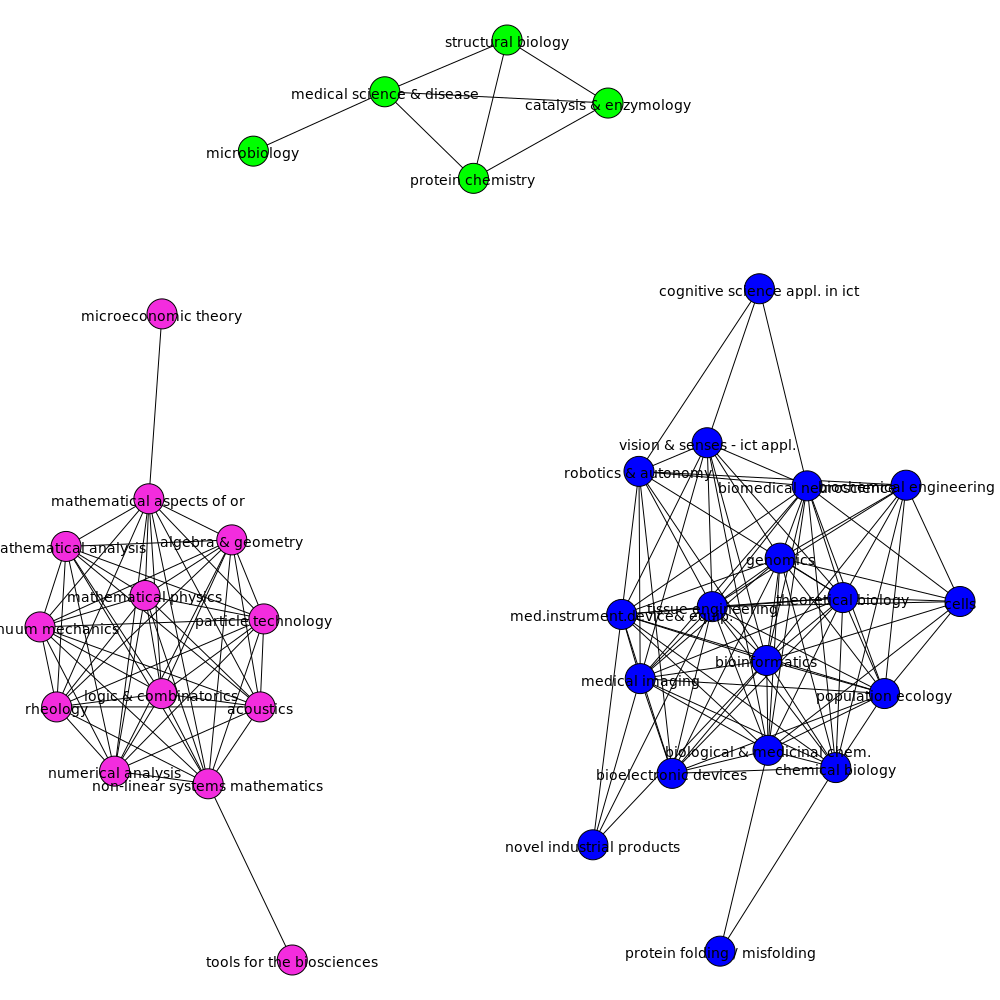 structural biology
medical science & disease
catalysis & enzymology
microbiology
protein chemistry
cognitive science appl. in ict
microeconomic theory
vision & senses - ict appl.
robotics & autonomy
biomedical neuroscience
biochemical engineering
mathematical aspects of or
athematical analysis
algebra & geometry
genomics
mathematical physics
tissue engineering
theoretical biology
cells
med.instrument.device& equip.
particle technology
nuum mechanics
bioinformatics
medical imaging
population ecology
logic & combinatorics
rheology
acoustics
biological & medicinal chem.
chemical biology
numerical analysis
bioelectronic devices
non-linear systems mathematics
novel industrial products
protein folding / misfolding
tools for the biosciences